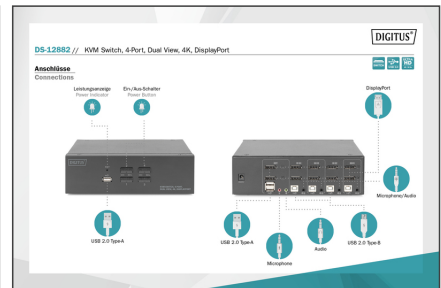 DIGITUS®
DS-12882 // KVM Switch, 4-Port, Dual View, 4K, DisplayPort
Anschlüsse
Connections
Leistungsanzeige
Power Indicator
Ein-/Aus-Schalter
Power Button
DisplayPort
Microphone/Audio
USB 2.0 Type-A
USB 2.0 Type-A
Microphone
Audio
USB 2.0 Type-B